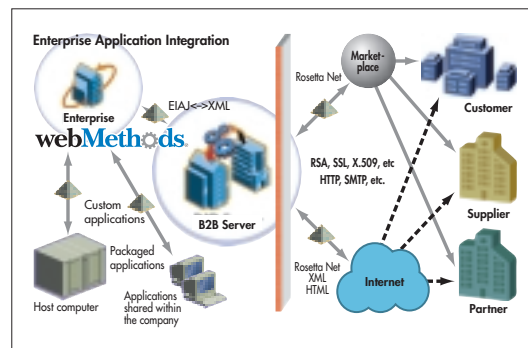 Enterprise Application Integration
Enterprise
webMethods.
EIAJ<->XML
B2B Server
Custom
applications
Packaged
applications
Host computer
Applications
shared within
the company
Rosetta Net
Market-
place
RSA, SSL, X.509, etc
HTTP, SMTP, etc.
Rosetta Net
XML
HTML
Internet
Customer
Supplier
Partner